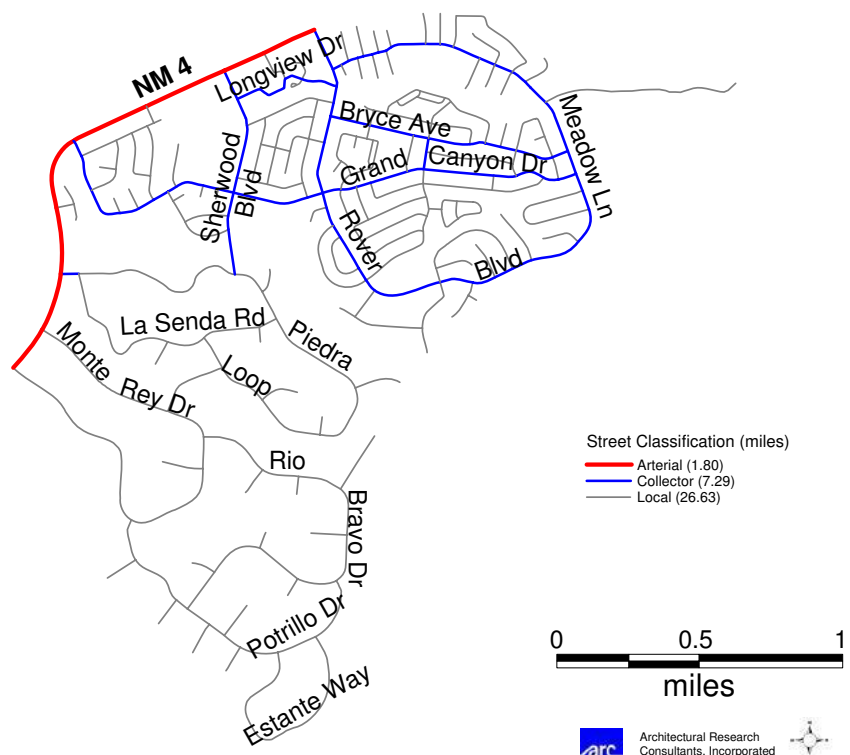 NM 4
Longview Dr
Bryce Ave
Meadow Ln
Sherwood
Blvd
Grand
Canyon Dr
Rover
Blvd
La Senda Rd
Piedra
Loop
Monte
Rey Dr
Rio
Bravo Dr
Potrillo Dr
Estante Way
Street Classification (miles)
Arterial (1.80)
Collector (7.29)
Local (26.63)
0 0.5 1
miles
arc
Architectural Research
Consultants, Incorporated